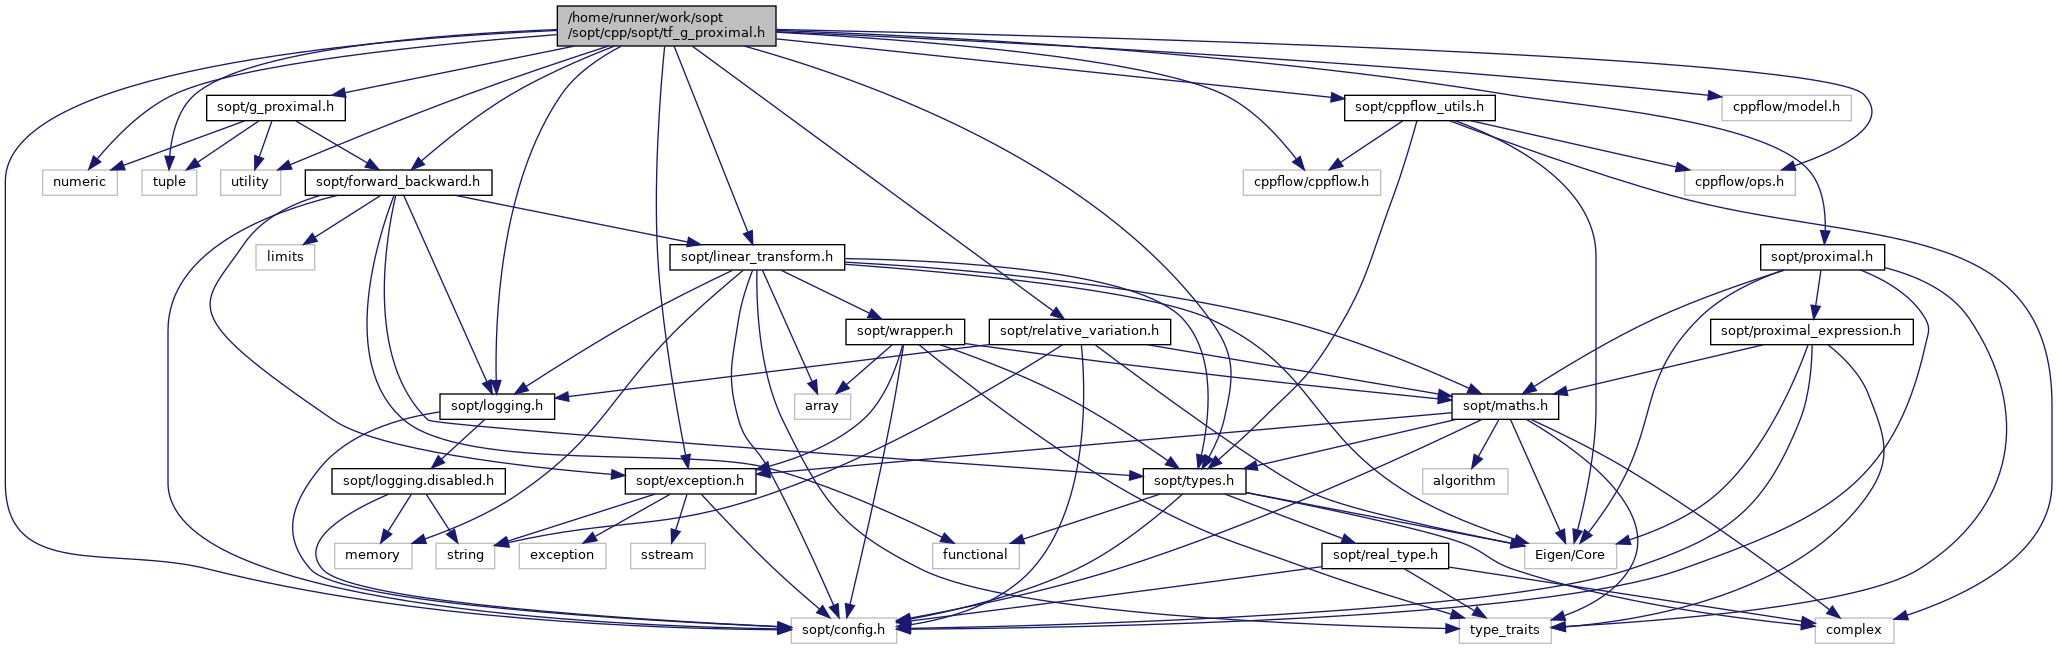 /home/runner/work/sopt
/sopt/cpp/sopt/tf_g_proximal.h
sopt/g_proximal.h
sopt/cppflow_utils.h
cppflow/model.h
numeric
tuple
utility
sopt/forward_backward.h
cppflow/cppflow.h
cppflow/ops.h
limits
sopt/linear_transform.h
sopt/proximal.h
sopt/wrapper.h
sopt/relative_variation.h
sopt/proximal_expression.h
sopt/logging.h
array
sopt/maths.h
sopt/logging.disabled.h
sopt/exception.h
sopt/types.h
algorithm
memory
string
exception
sstream
functional
sopt/real_type.h
Eigen/Core
sopt/config.h
type_traits
complex